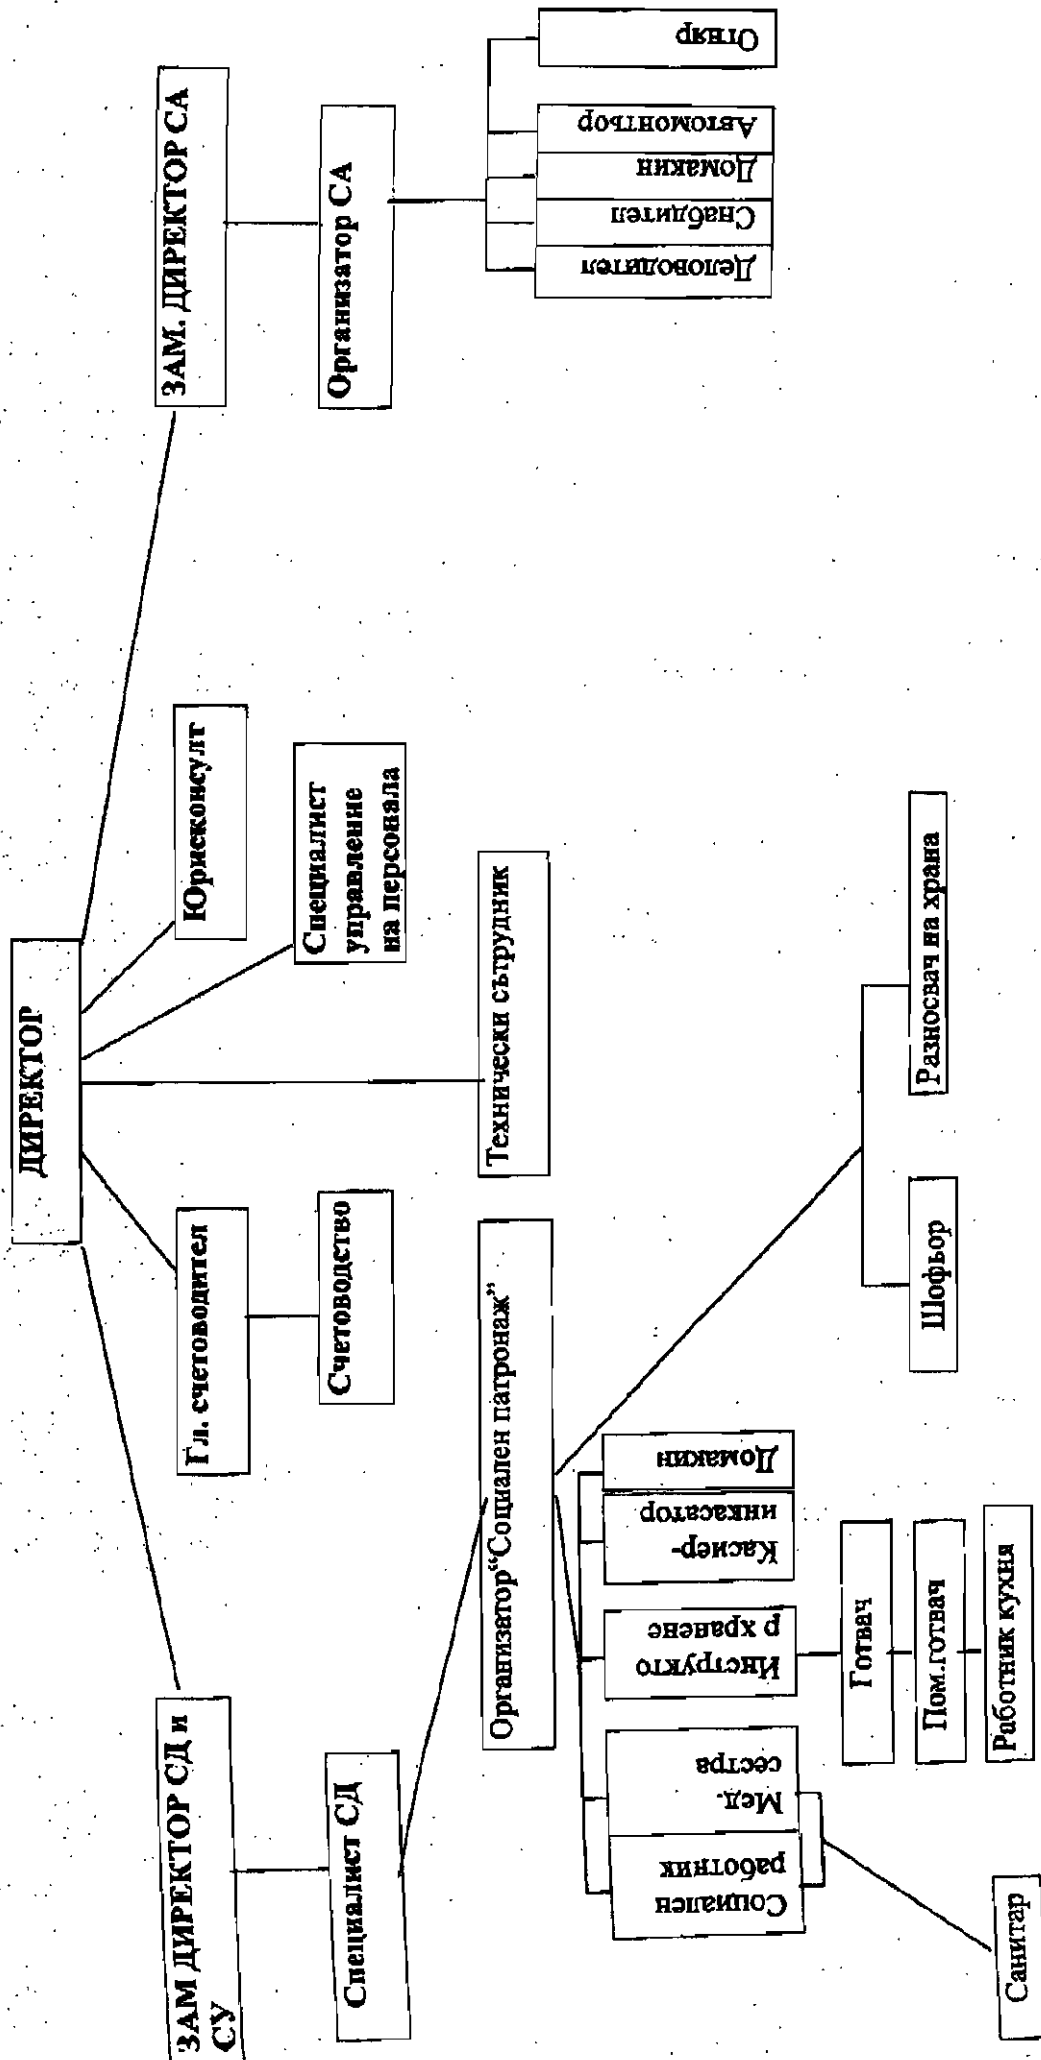 ДИРЕКТОР
ЗАМ ДИРЕКТОР СД и
СУ
Гл. счетоводител
Юрисконсулт
ЗАМ. ДИРЕКТОР СА
Специалист СД
Счетоводство
Специалист
управление
на персонала
Организатор СА
Организатор“Социален патронаж”
Технически сътрудник
Деловодител
Снабдител
Домакин
Автомонтьор
Огняр
Социален
работник
Мед.
сестра
Инструкто
р хранене
Касиер-
инкасатор
Домакин
Готвач
Пом.готвач
Работник кухня
Шофьор
Разносвач на храна
Санитар